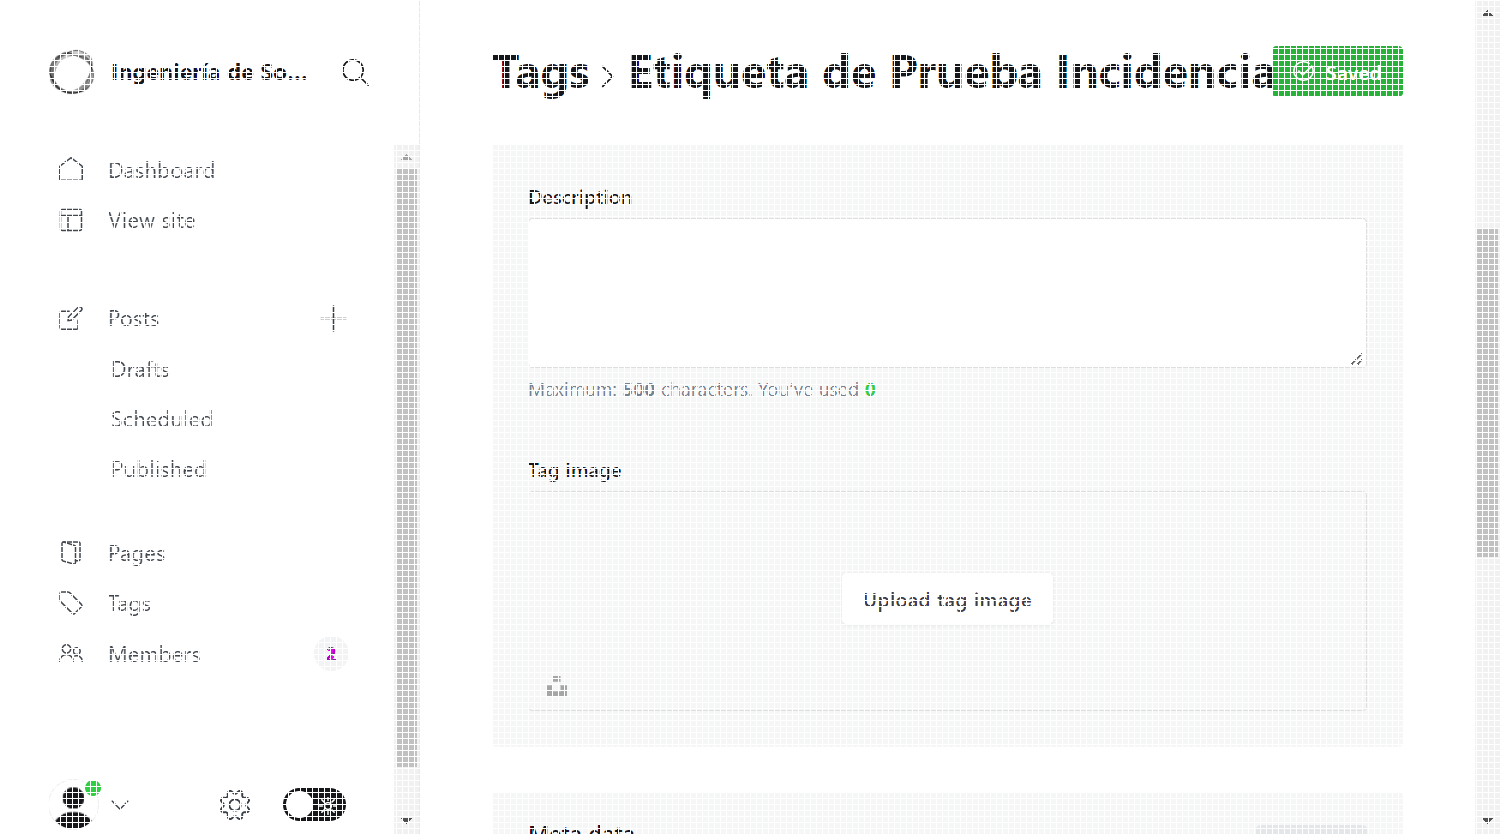 Ingeniería de So...
Tags > Etiqueta de Prueba Incidencia
Saved
Dashboard
View site
Posts
Drafts
Scheduled
Published
Pages
Tags
Members 2
Description
Maximum: 500 characters. You've used 0
Tag image
Upload tag image
Meta data